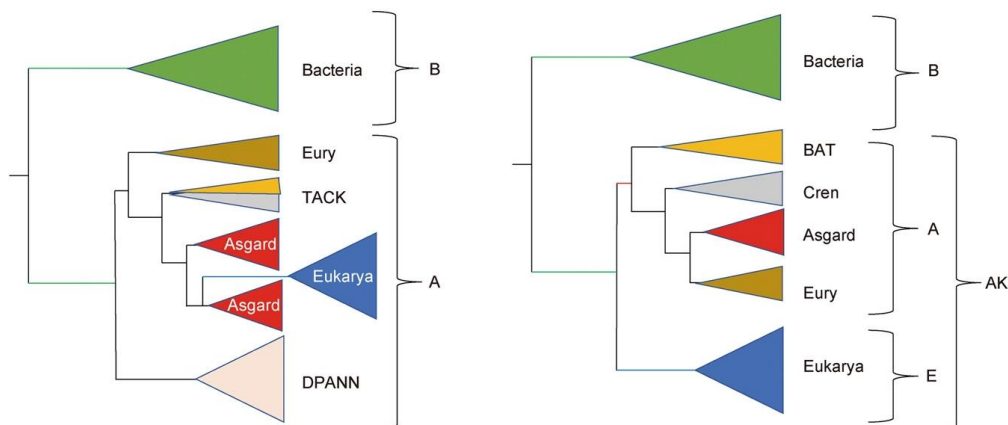 Bacteria
B
Eury
TACK
Asgard
Eukarya
Asgard
A
DPANN
Bacteria
B
BAT
Cren
Asgard
A
Eury
AK
Eukarya
E